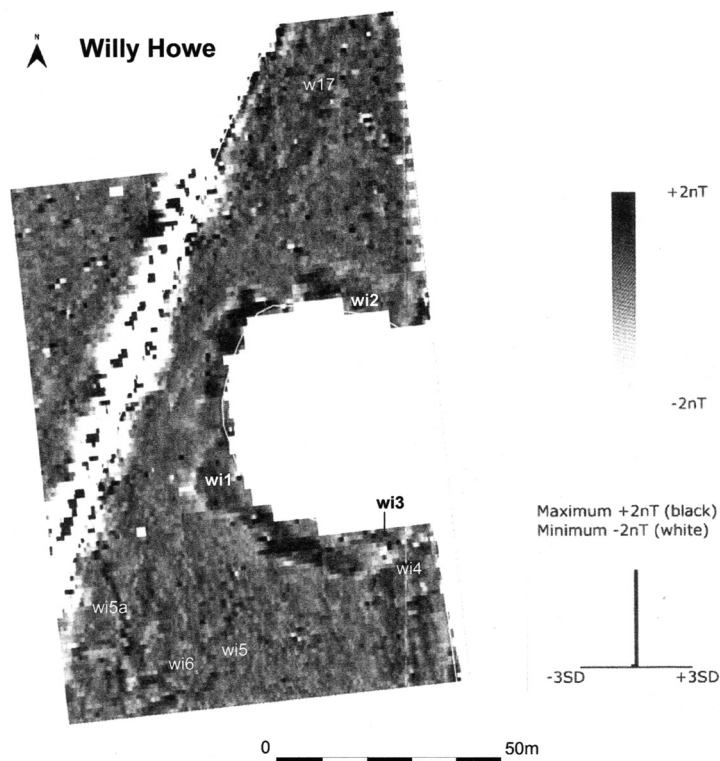 N
Willy Howe
w17
+2nT
wi2
-2nT
wi1
wi3
Maximum +2nT (black)
Minimum -2nT (white)
wi4
wi5a
wi5
wi6
-3SD +3SD
0 50m